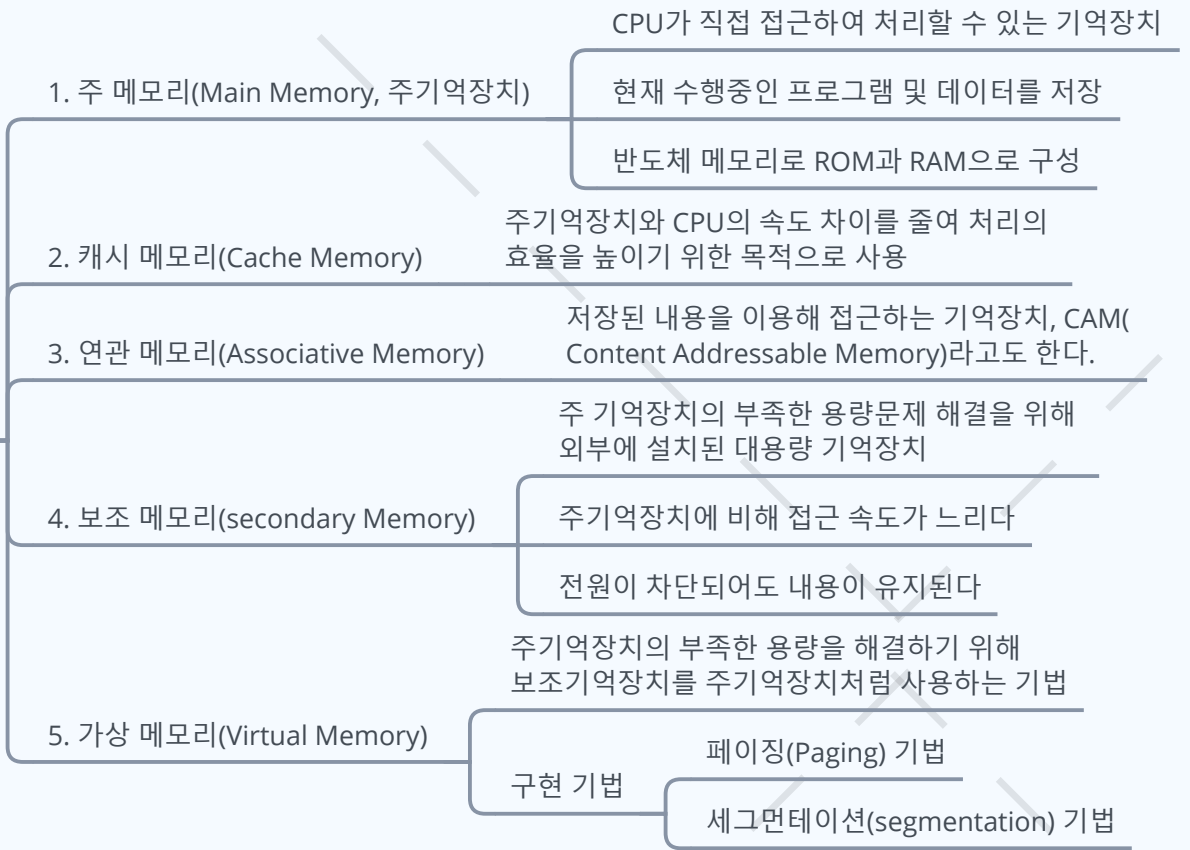 CPU가 직접 접근하여 처리할 수 있는 기억장치
1. 주 메모리(Main Memory, 주기억장치)
현재 수행중인 프로그램 및 데이터를 저장
반도체 메모리로 ROM과 RAM으로 구성
2. 캐시 메모리(Cache Memory)
주기억장치와 CPU의 속도 차이를 줄여 처리의
효율을 높이기 위한 목적으로 사용
3. 연관 메모리(Associative Memory)
저장된 내용을 이용해 접근하는 기억장치, CAM(
Content Addressable Memory)라고도 한다.
4. 보조 메모리(secondary Memory)
주 기억장치의 부족한 용량문제 해결을 위해
외부에 설치된 대용량 기억장치
주기억장치에 비해 접근 속도가 느리다
전원이 차단되어도 내용이 유지된다
5. 가상 메모리(Virtual Memory)
주기억장치의 부족한 용량을 해결하기 위해
보조기억장치를 주기억장치처럼 사용하는 기법
구현 기법
페이징(Paging) 기법
세그먼테이션(segmentation) 기법